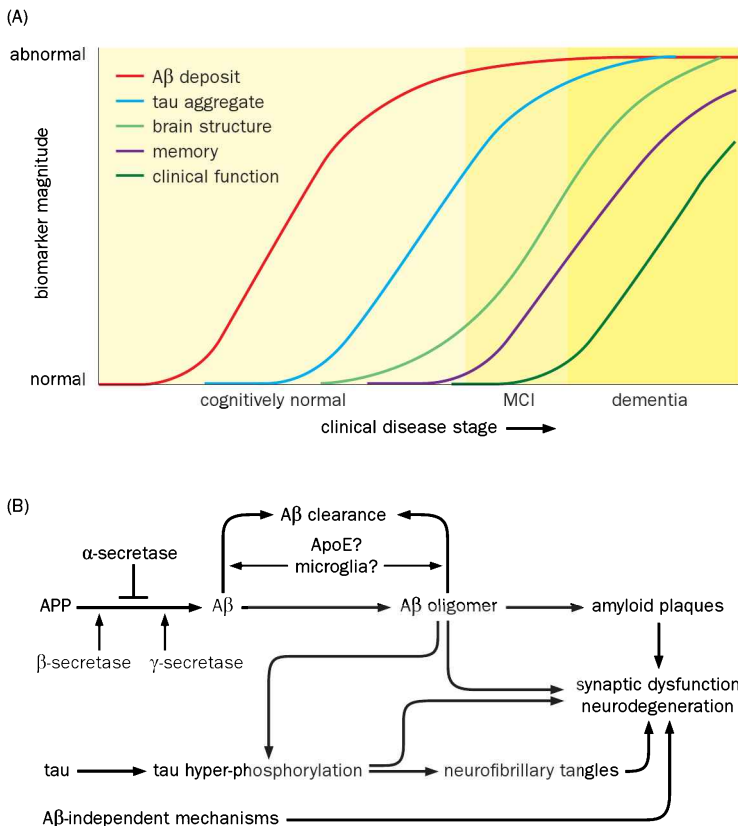 (A)
abnormal
Aβ deposit
tau aggregate
brain structure
memory
clinical function
biomarker magnitude
normal
cognitively normal
MCI
dementia
clinical disease stage
(B)
Aβ clearance
α-secretase
ApoE?
microglia?
APP
Aβ
Aβ oligomer
amyloid plaques
β-secretase
γ-secretase
synaptic dysfunction
neurodegeneration
tau
tau hyper-phosphorylation
neurofibrillary tangles
Aβ-independent mechanisms